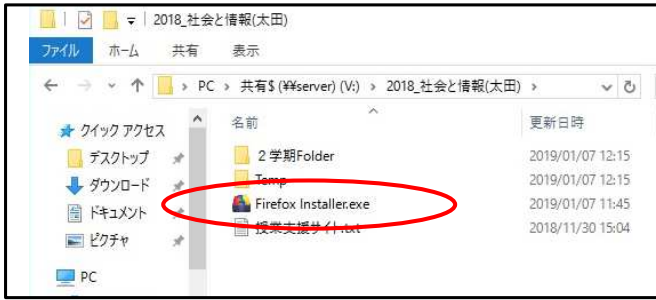 2018_社会と情報(太田)
ファイル ホーム 共有 表示
PC › 共有$ (¥¥server) (V:) › 2018_社会と情報(太田) ›
名前 更新日時
クイック アクセス
デスクトップ
ダウンロード
ドキュメント
ピクチャ
PC
2学期Folder 2019/01/07 12:15
Temp 2019/01/07 12:15
Firefox Installer.exe 2019/01/07 11:45
授業支援サイト.txt 2018/11/30 15:04